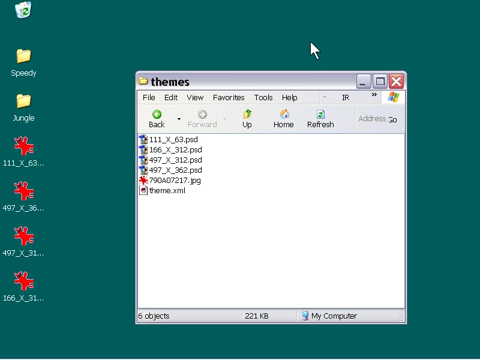 Speedy
Jungle
111_X_63...
497_X_36...
497_X_31...
166_X_31...
themes
File Edit View Favorites Tools Help IR »
Back Forward Up Home Refresh Address Go
111_X_63.psd
166_X_312.psd
497_X_312.psd
497_X_362.psd
790A07217.jpg
theme.xml
6 objects 221 KB My Computer